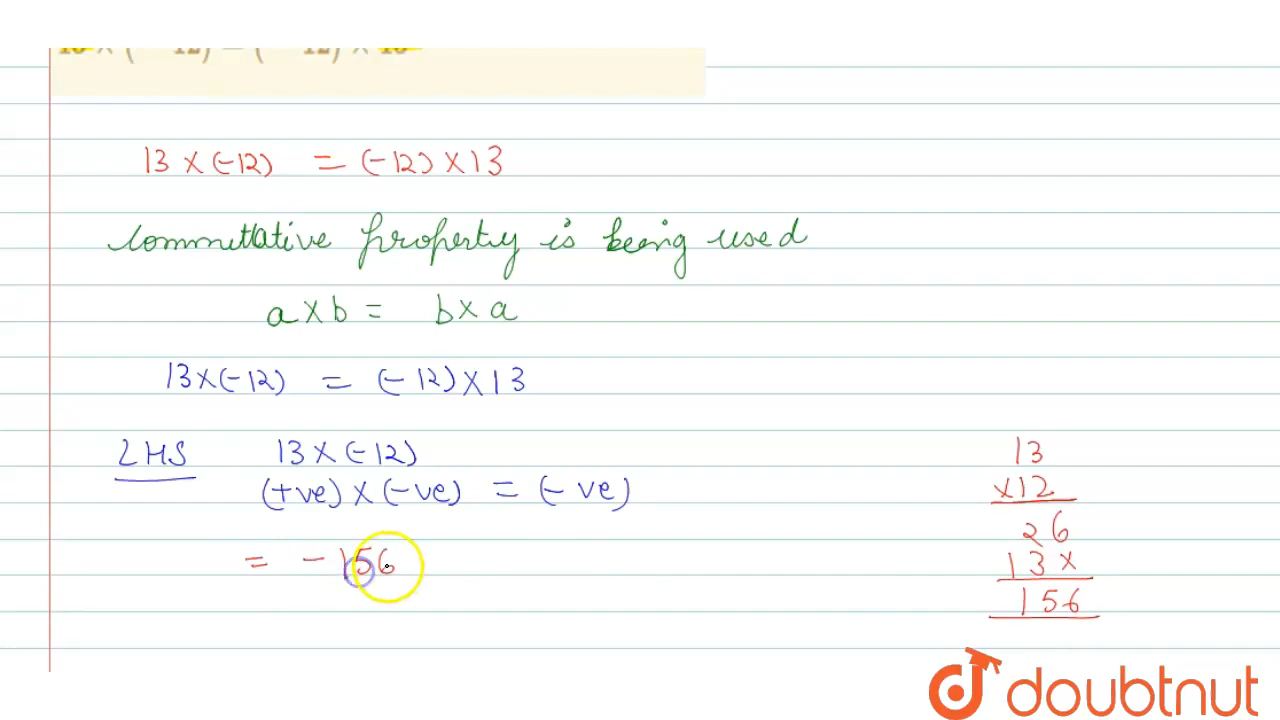 13 × (-12) = (-12) × 13
Commutative property is being used
a × b = b × a
13 × (-12) = (-12) × 13
LHS 13 × (-12)
(+ve) × (-ve) = (-ve)
= -156
13
×12
26
13×
156
doubtnut